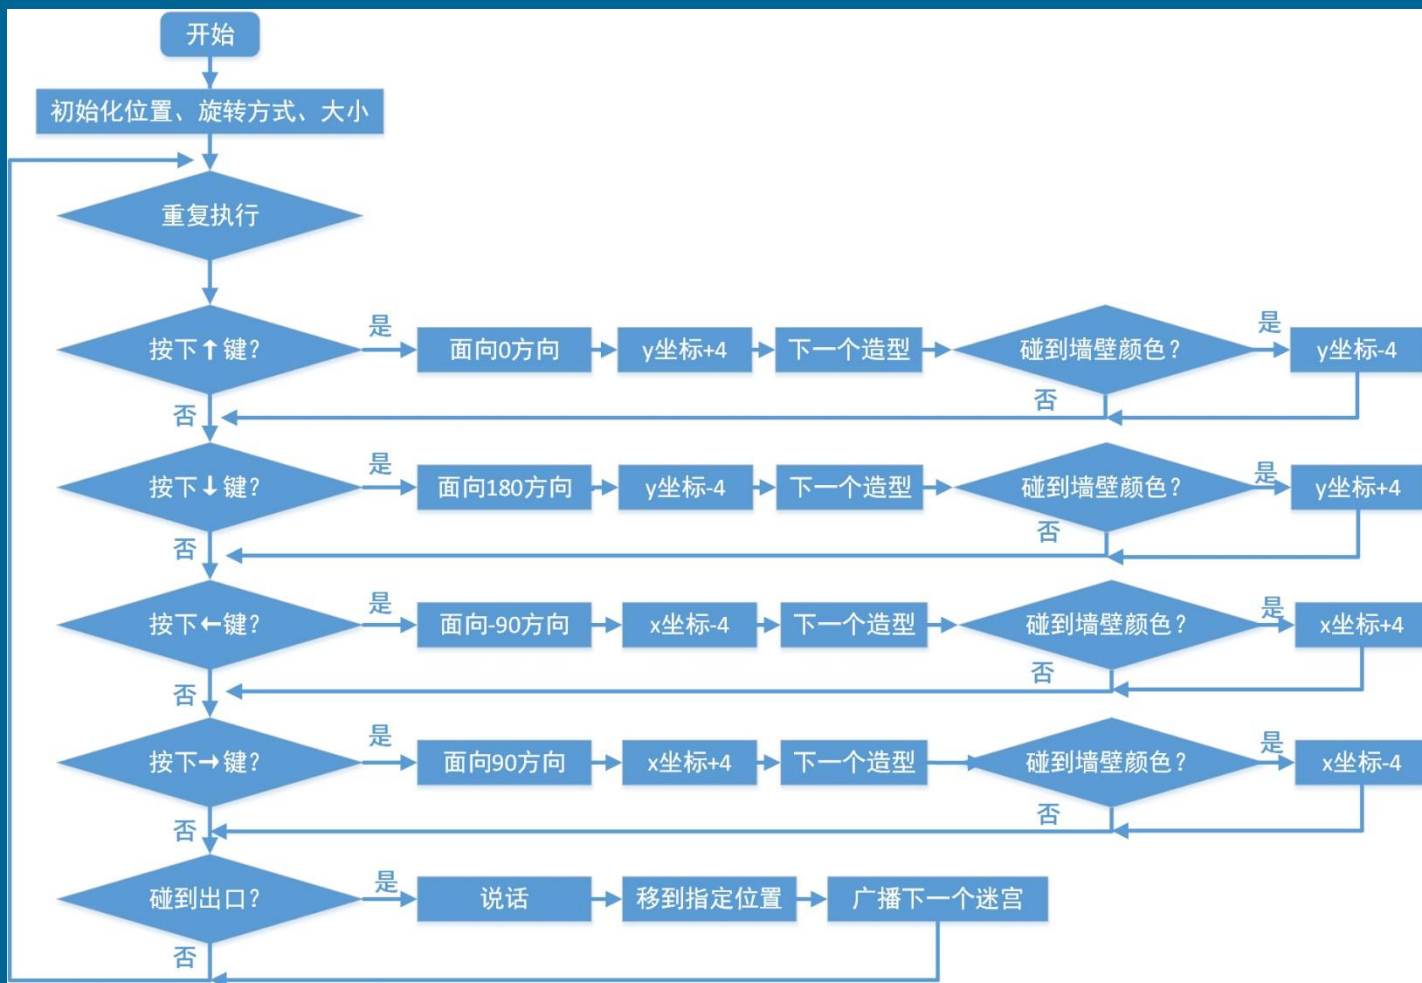 开始
初始化位置、旋转方式、大小
重复执行
按下↑键?
是
面向0方向
y坐标+4
下一个造型
碰到墙壁颜色?
是
y坐标-4
否
否
按下↓键?
是
面向180方向
y坐标-4
下一个造型
碰到墙壁颜色?
是
y坐标+4
否
否
按下←键?
是
面向-90方向
x坐标-4
下一个造型
碰到墙壁颜色?
是
x坐标+4
否
否
按下→键?
是
面向90方向
x坐标+4
下一个造型
碰到墙壁颜色?
是
x坐标-4
否
否
碰到出口?
是
说话
移到指定位置
广播下一个迷宫
否